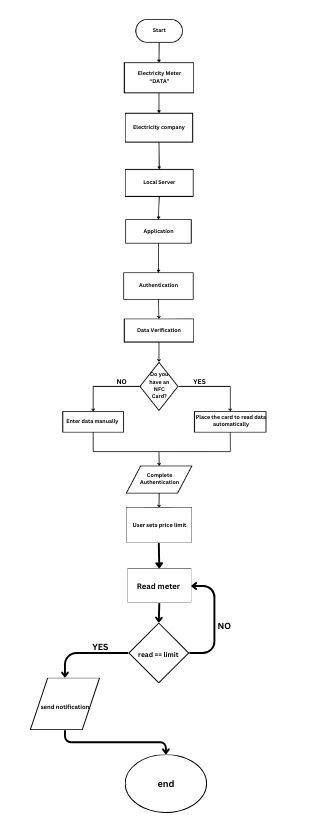 Start
Electricity Meter
"DATA"
Electricity company
Local Server
Application
Authentication
Data Verification
Do you
have an
NFC
Card?
NO
YES
Enter data manually
Place the card to read data
automatically
Complete
Authentication
User sets price limit
Read meter
NO
read == limit
YES
send notification
end